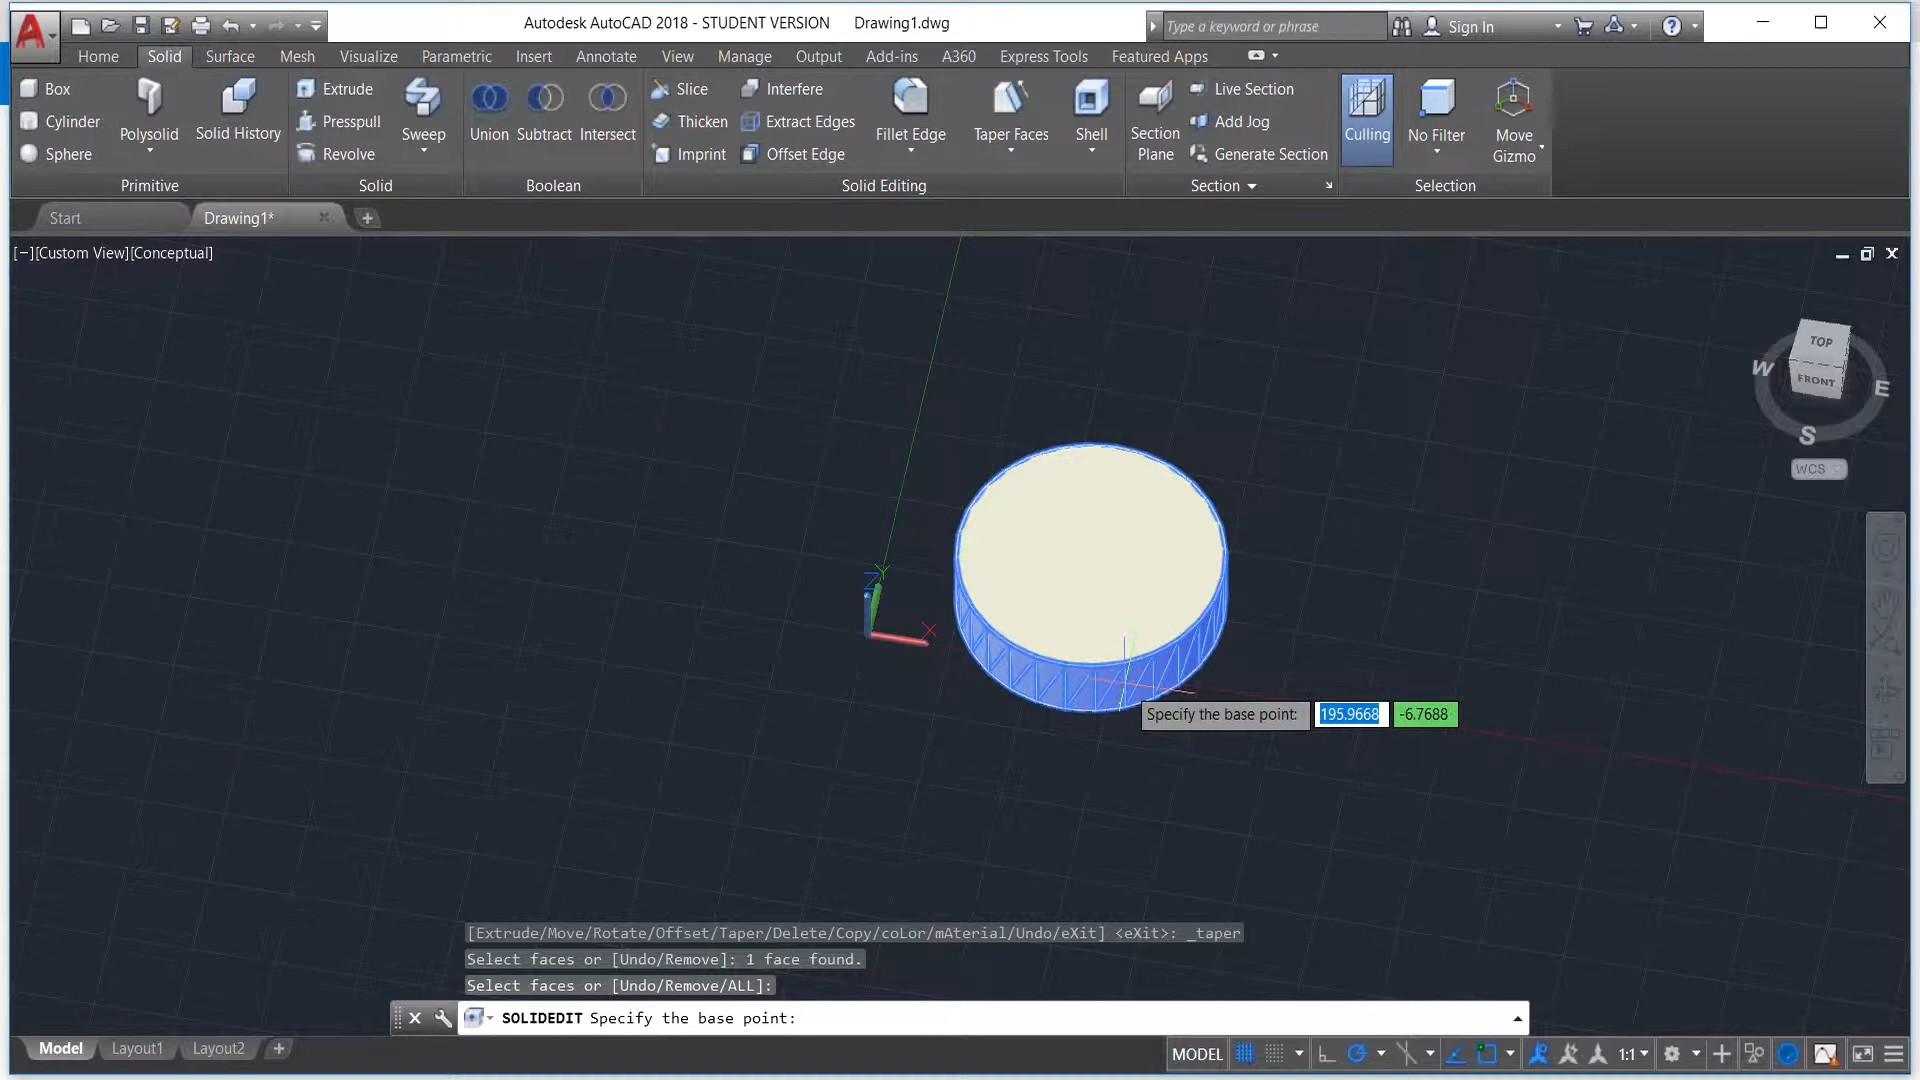 Autodesk AutoCAD 2018 - STUDENT VERSION Drawing1.dwg
Type a keyword or phrase
Sign In
Home Solid Surface Mesh Visualize Parametric Insert Annotate View Manage Output Add-ins A360 Express Tools Featured Apps
Box
Cylinder
Sphere
Polysolid
Solid History
Primitive
Extrude
Presspull
Revolve
Sweep
Solid
Union
Subtract
Intersect
Boolean
Slice
Thicken
Imprint
Interfere
Extract Edges
Offset Edge
Fillet Edge
Taper Faces
Shell
Solid Editing
Section
Plane
Live Section
Add Jog
Generate Section
Section
Culling
No Filter
Move
Gizmo
Selection
Start
Drawing1*
[−][Custom View][Conceptual]
TOP
FRONT
W
E
S
WCS
Z
Y
X
Specify the base point: 195.9668 -6.7688
[Extrude/Move/Rotate/Offset/Taper/Delete/Copy/coLor/mAterial/Undo/eXit] <eXit>: _taper
Select faces or [Undo/Remove]: 1 face found.
Select faces or [Undo/Remove/ALL]:
SOLIDEDIT Specify the base point:
Model Layout1 Layout2
MODEL
1:1